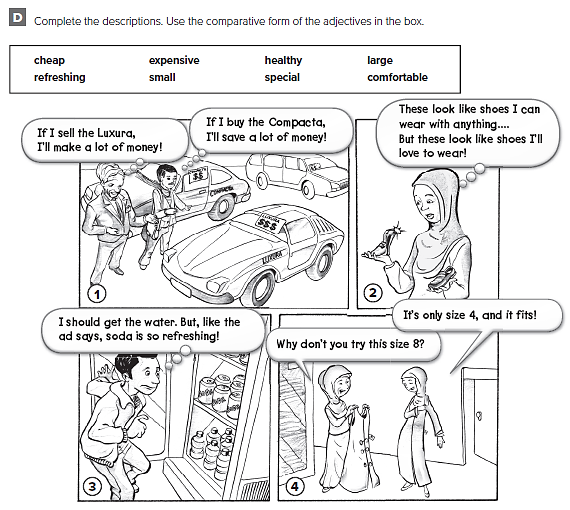 D Complete the descriptions. Use the comparative form of the adjectives in the box.
cheap expensive healthy large
refreshing small special comfortable
If I sell the Luxura,
I'll make a lot of money!
If I buy the Compacta,
I'll save a lot of money!
These look like shoes I can
wear with anything....
But these look like shoes I'll
love to wear!
$$
COMPACTA
$$$
LUXURA
1
2
I should get the water. But, like the
ad says, soda is so refreshing!
It's only size 4, and it fits!
Why don't you try this size 8?
3
4